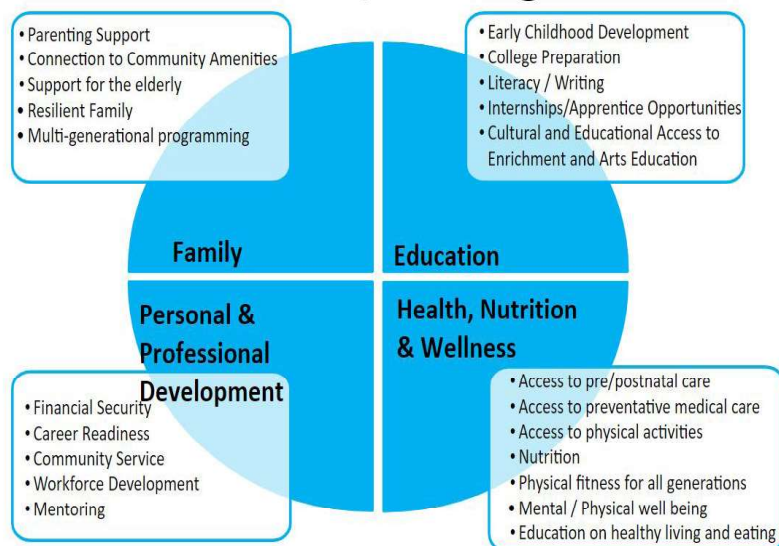 • Parenting Support
• Connection to Community Amenities
• Support for the elderly
• Resilient Family
• Multi-generational programming
• Early Childhood Development
• College Preparation
• Literacy / Writing
• Internships/Apprentice Opportunities
• Cultural and Educational Access to
Enrichment and Arts Education
Family
Education
Personal &
Professional
Development
Health, Nutrition
& Wellness
• Financial Security
• Career Readiness
• Community Service
• Workforce Development
• Mentoring
• Access to pre/postnatal care
• Access to preventative medical care
• Access to physical activities
• Nutrition
• Physical fitness for all generations
• Mental / Physical well being
• Education on healthy living and eating